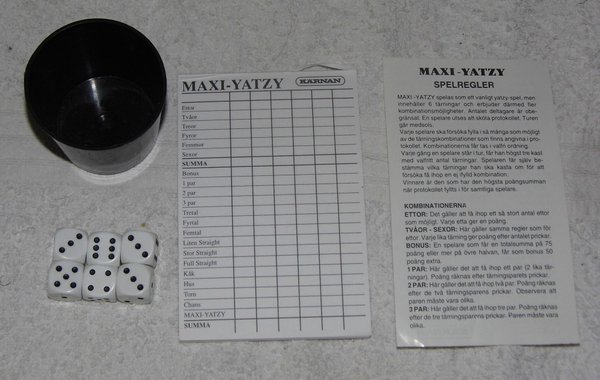 MAXI-YATZY KÄRNAN
Ettor
Tvåor
Treor
Fyror
Femmor
Sexor
SUMMA
Bonus
1 par
2 par
3 par
Tretal
Fyrtal
Femtal
Liten Straight
Stor Straight
Full Straight
Kåk
Hus
Torn
Chans
MAXI-YATZY
SUMMA
MAXI-YATZY
SPELREGLER
MAXI-YATZY spelas som ett vanligt yatzy-spel, men
innehåller 6 tärningar och erbjuder därmed fler
kombinationsmöjligheter. Antalet deltagare är obe-
gränsat. En spelare utses att sköta protokollet. Turen
går medsols.
Varje spelare ska försöka fylla i så många som möjligt
av de tärningskombinationer som finns angivna i pro-
tokollet. Kombinationerna får tas i valfri ordning.
Varje gång en spelare står i tur, får han högst tre kast
med valfritt antal tärningar. Spelaren får själv be-
stämma vilka tärningar han ska kasta om för att
försöka få ihop en ej ifylld kombination.
Vinnare är den som har den högsta poängsumman
när protokollet fyllts i för samtliga spelare.
KOMBINATIONERNA
ETTOR: Det gäller att få ihop ett så stort antal ettor
som möjligt. Varje etta ger en poäng.
TVÅOR - SEXOR: Här gäller samma regler som för
ettor. Varje lika tärning ger poäng efter antalet prickar.
BONUS: En spelare som får en totalsumma på 75
poäng eller mer på övre halvan, får som bonus 50
poäng extra.
1 PAR: Här gäller det att få ihop ett par (2 lika tär-
ningar). Poängen räknas efter tärningsparets prickar.
2 PAR: Här gäller det att få ihop två par. Poäng räknas
efter de två tärningsparens prickar. Observera att
paren måste vara olika.
3 PAR: Här gäller det att få ihop tre par. Poäng räknas
efter de tre tärningsparens prickar. Paren måste vara
olika.